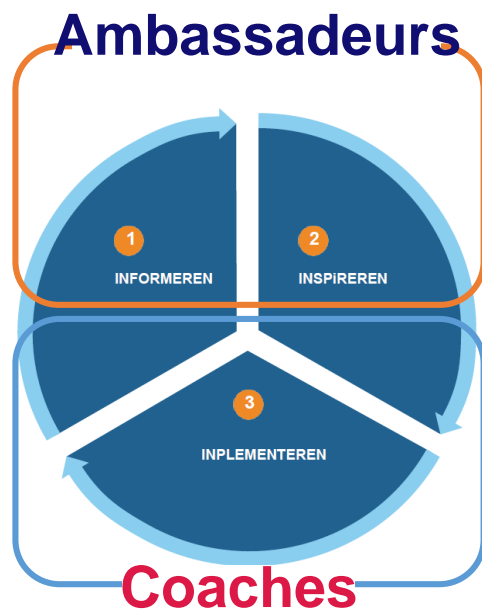 Ambassadeurs
1
2
INFORMEREN
INSPiREREN
3
INPLEMENTEREN
Coaches